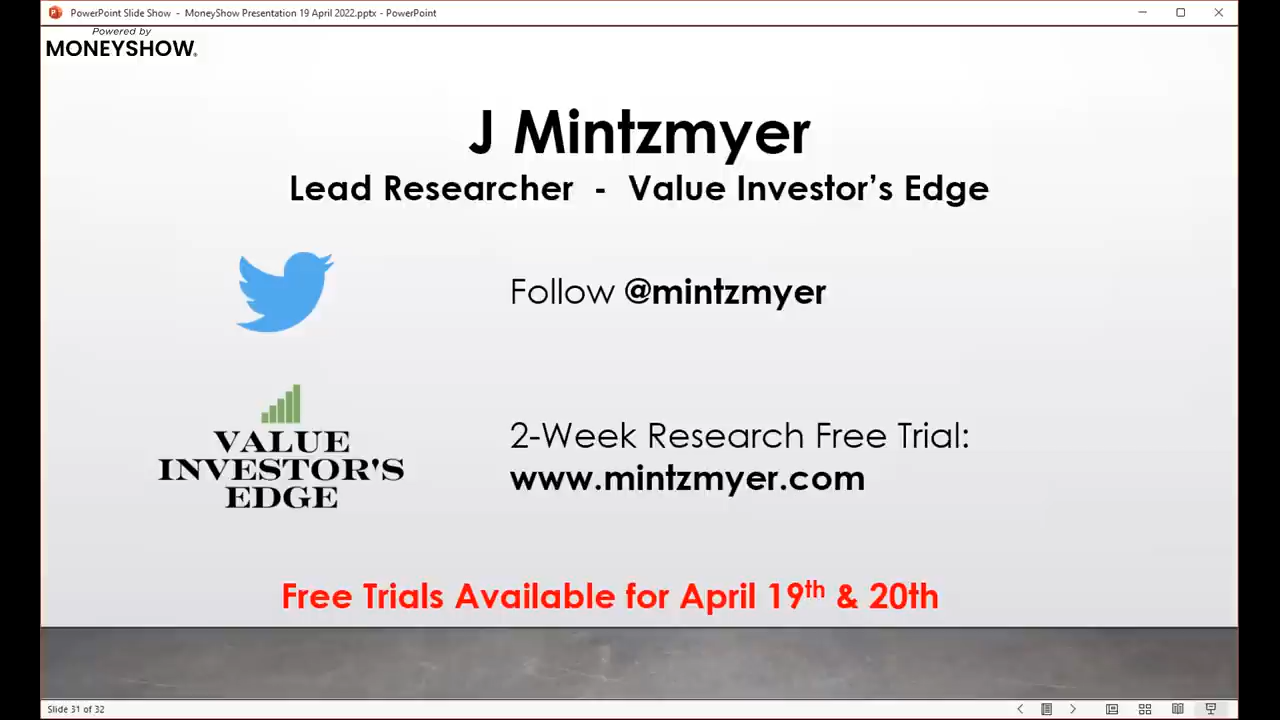 PowerPoint Slide Show - MoneyShow Presentation 19 April 2022.pptx - PowerPoint
Powered by
MONEYSHOW.
J Mintzmyer
Lead Researcher - Value Investor’s Edge
Follow @mintzmyer
VALUE
INVESTOR'S
EDGE
2-Week Research Free Trial:
www.mintzmyer.com
Free Trials Available for April 19th & 20th
Slide 31 of 32